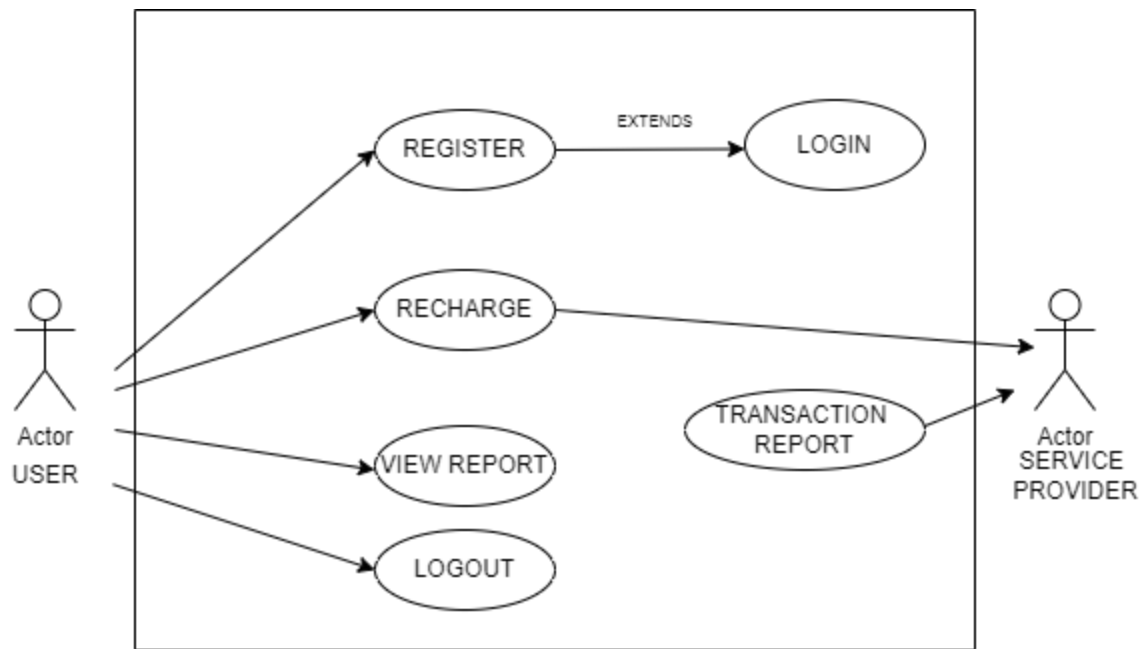 EXTENDS
REGISTER
LOGIN
RECHARGE
TRANSACTION
REPORT
Actor
USER
Actor
SERVICE
PROVIDER
VIEW REPORT
LOGOUT